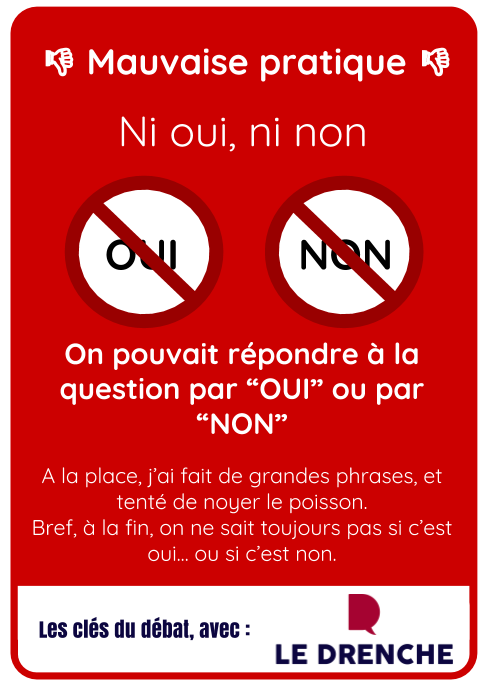 Mauvaise pratique
Ni oui, ni non
OUI
NON
On pouvait répondre à la
question par “OUI” ou par
“NON”
A la place, j’ai fait de grandes phrases, et
tenté de noyer le poisson.
Bref, à la fin, on ne sait toujours pas si c’est
oui... ou si c’est non.
Les clés du débat, avec :
LE DRENCHE